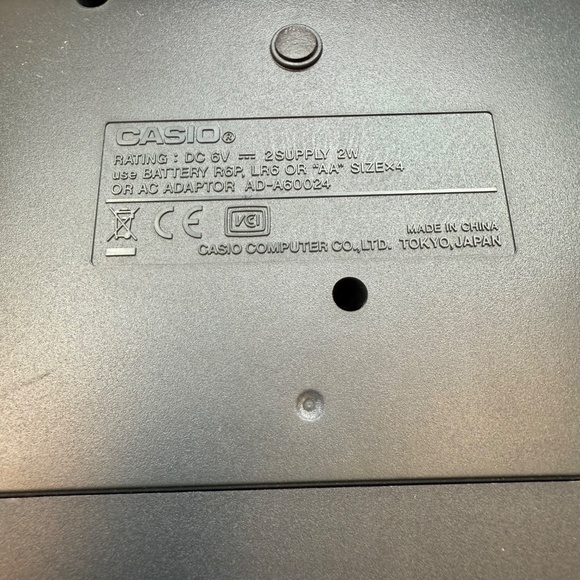 CASIO®
RATING : DC 6V ⎓ 2SUPPLY 2W
use BATTERY R6P, LR6 OR "AA" SIZE×4
OR AC ADAPTOR AD-A60024
CE VCI
MADE IN CHINA
CASIO COMPUTER CO.,LTD. TOKYO,JAPAN